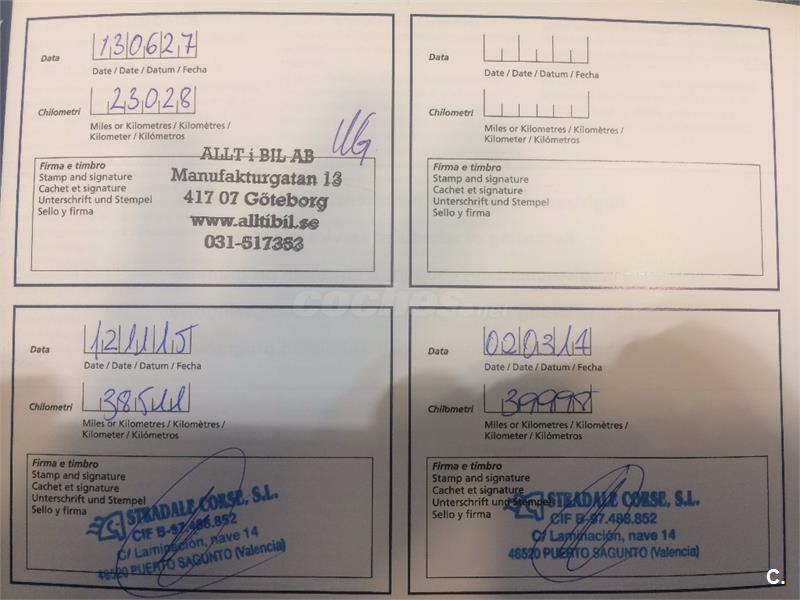 Data 130627
Date / Date / Datum / Fecha
Chilometri 23028
Miles or Kilometres / Kilomètres /
Kilometer / Kilómetros
Firma e timbro
Stamp and signature
Cachet et signature
Unterschrift und Stempel
Sello y firma
ALLT i BIL AB
Manufakturgatan 13
417 07 Göteborg
www.alltibil.se
031-517353
Data
Date / Date / Datum / Fecha
Chilometri
Miles or Kilometres / Kilomètres /
Kilometer / Kilómetros
Firma e timbro
Stamp and signature
Cachet et signature
Unterschrift und Stempel
Sello y firma
coches.net
Data 121115
Date / Date / Datum / Fecha
Chilometri 38511
Miles or Kilometres / Kilomètres /
Kilometer / Kilómetros
Firma e timbro
Stamp and signature
Cachet et signature
Unterschrift und Stempel
Sello y firma
STRADALE CORSE, S.L.
CIF B-97.488.852
C/ Laminación, nave 14
46520 PUERTO SAGUNTO (Valencia)
Data 020317
Date / Date / Datum / Fecha
Chilometri 39998
Miles or Kilometres / Kilomètres /
Kilometer / Kilómetros
Firma e timbro
Stamp and signature
Cachet et signature
Unterschrift und Stempel
Sello y firma
STRADALE CORSE, S.L.
CIF B-97.488.852
C/ Laminación, nave 14
46520 PUERTO SAGUNTO (Valencia)
C.